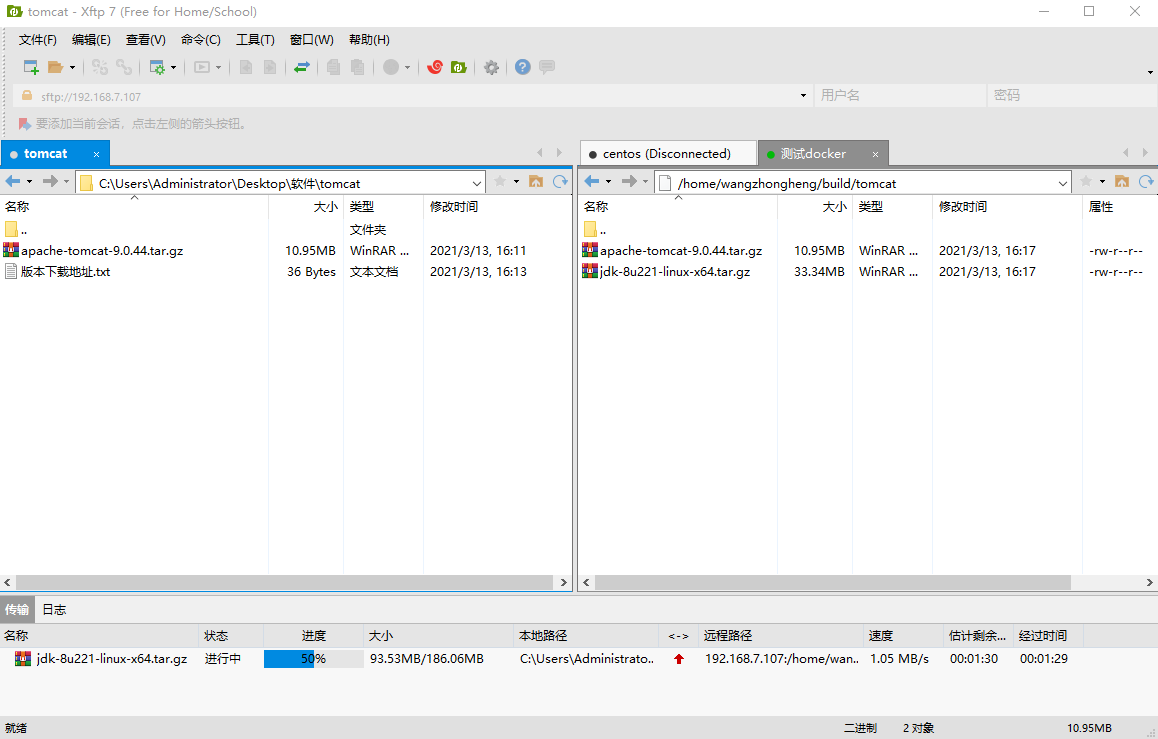 tomcat - Xftp 7 (Free for Home/School)
文件(F) 编辑(E) 查看(V) 命令(C) 工具(T) 窗口(W) 帮助(H)
sftp://192.168.7.107 用户名 密码
要添加当前会话，点击左侧的箭头按钮。
tomcat × centos (Disconnected) 测试docker ×
C:\Users\Administrator\Desktop\软件\tomcat /home/wangzhongheng/build/tomcat
名称 大小 类型 修改时间 名称 大小 类型 修改时间 属性
.. 文件夹 ..
apache-tomcat-9.0.44.tar.gz 10.95MB WinRAR ... 2021/3/13, 16:11 apache-tomcat-9.0.44.tar.gz 10.95MB WinRAR ... 2021/3/13, 16:17 -rw-r--r--
版本下载地址.txt 36 Bytes 文本文档 2021/3/13, 16:13 jdk-8u221-linux-x64.tar.gz 33.34MB WinRAR ... 2021/3/13, 16:17 -rw-r--r--
传输 日志
名称 状态 进度 大小 本地路径 <-> 远程路径 速度 估计剩余... 经过时间
jdk-8u221-linux-x64.tar.gz 进行中 50% 93.53MB/186.06MB C:\Users\Administrato.. 192.168.7.107:/home/wan.. 1.05 MB/s 00:01:30 00:01:29
就绪 二进制 2 对象 10.95MB